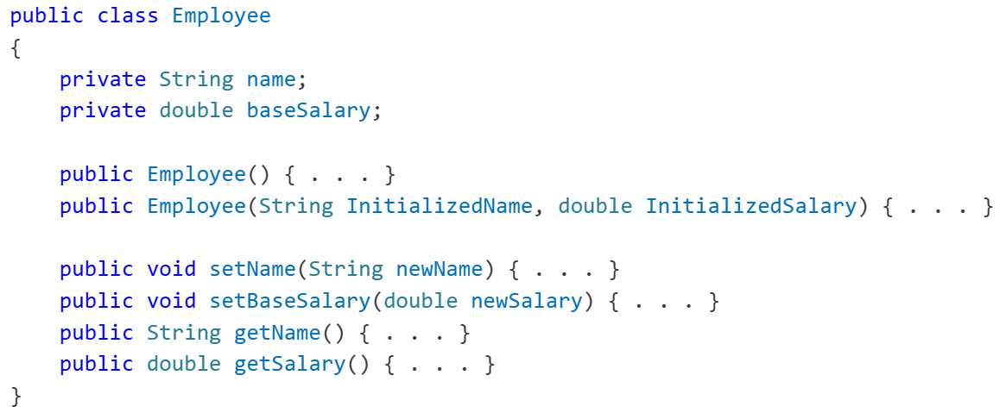 public class Employee
{
    private String name;
    private double baseSalary;

    public Employee() { . . . }
    public Employee(String InitializedName, double InitializedSalary) { . . . }

    public void setName(String newName) { . . . }
    public void setBaseSalary(double newSalary) { . . . }
    public String getName() { . . . }
    public double getSalary() { . . . }
}